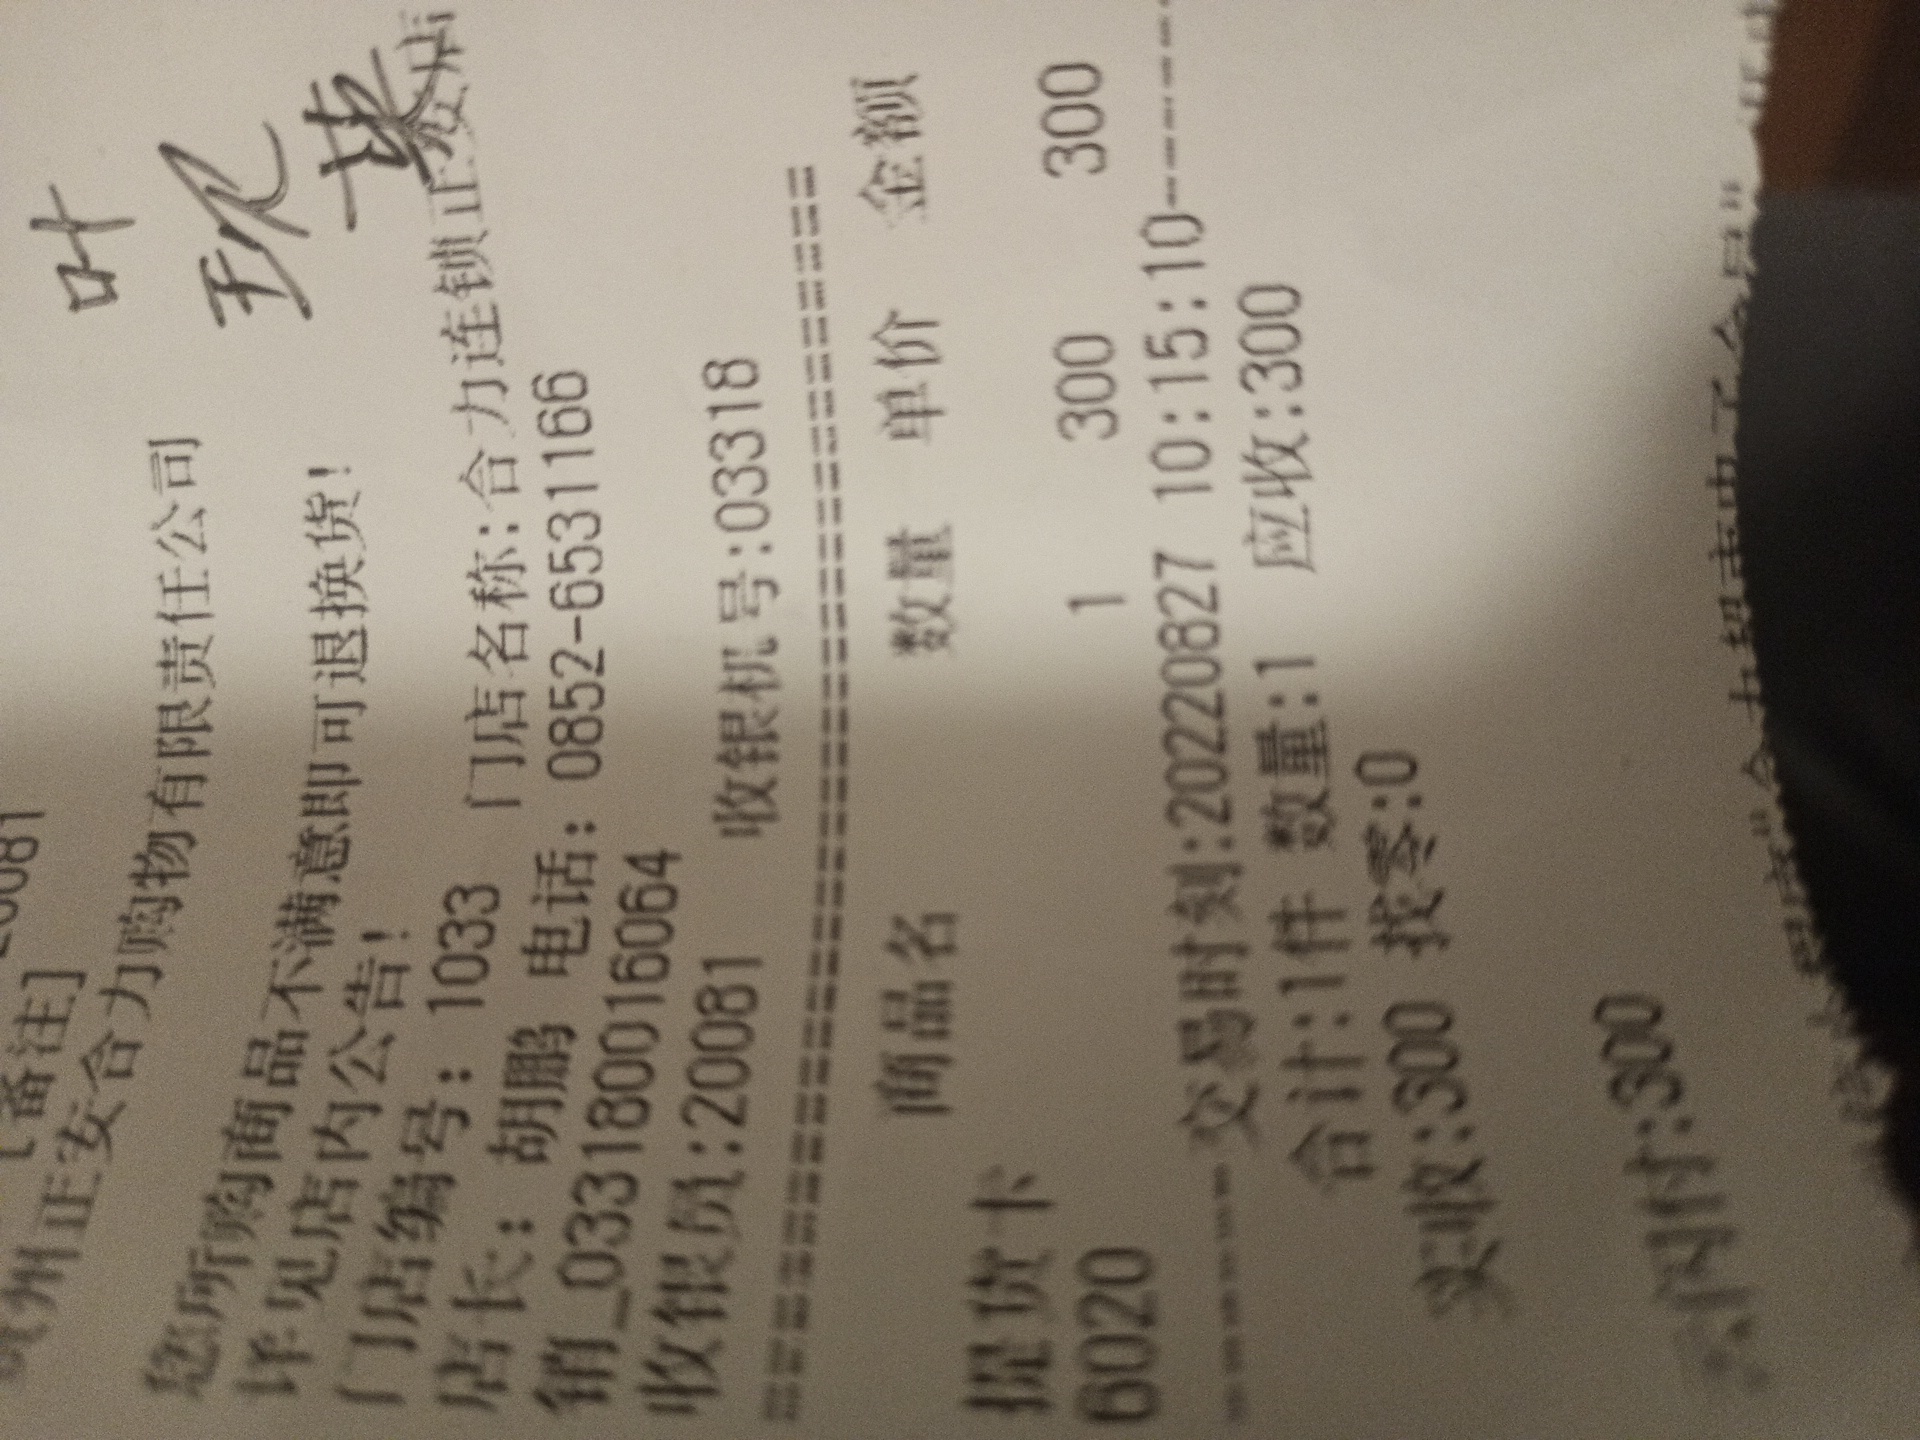 20081
[备注]
叶
州正安合力购物有限责任公司
您所购商品不满意即可退换货!
详见店内公告!
门店编号: 1033 门店名称:合力连锁正安店
店长: 胡鹏 电话: 0852-6531166
销_033180016064
收银员:20081 收银机号:03318
==========================================
商品名 数量 单价 金额
提货卡
6020 1 300 300
------交易时刻:20220827 10:15:10------
合计:1件 数量:1 应收:300
实收:300 找零:0
:300